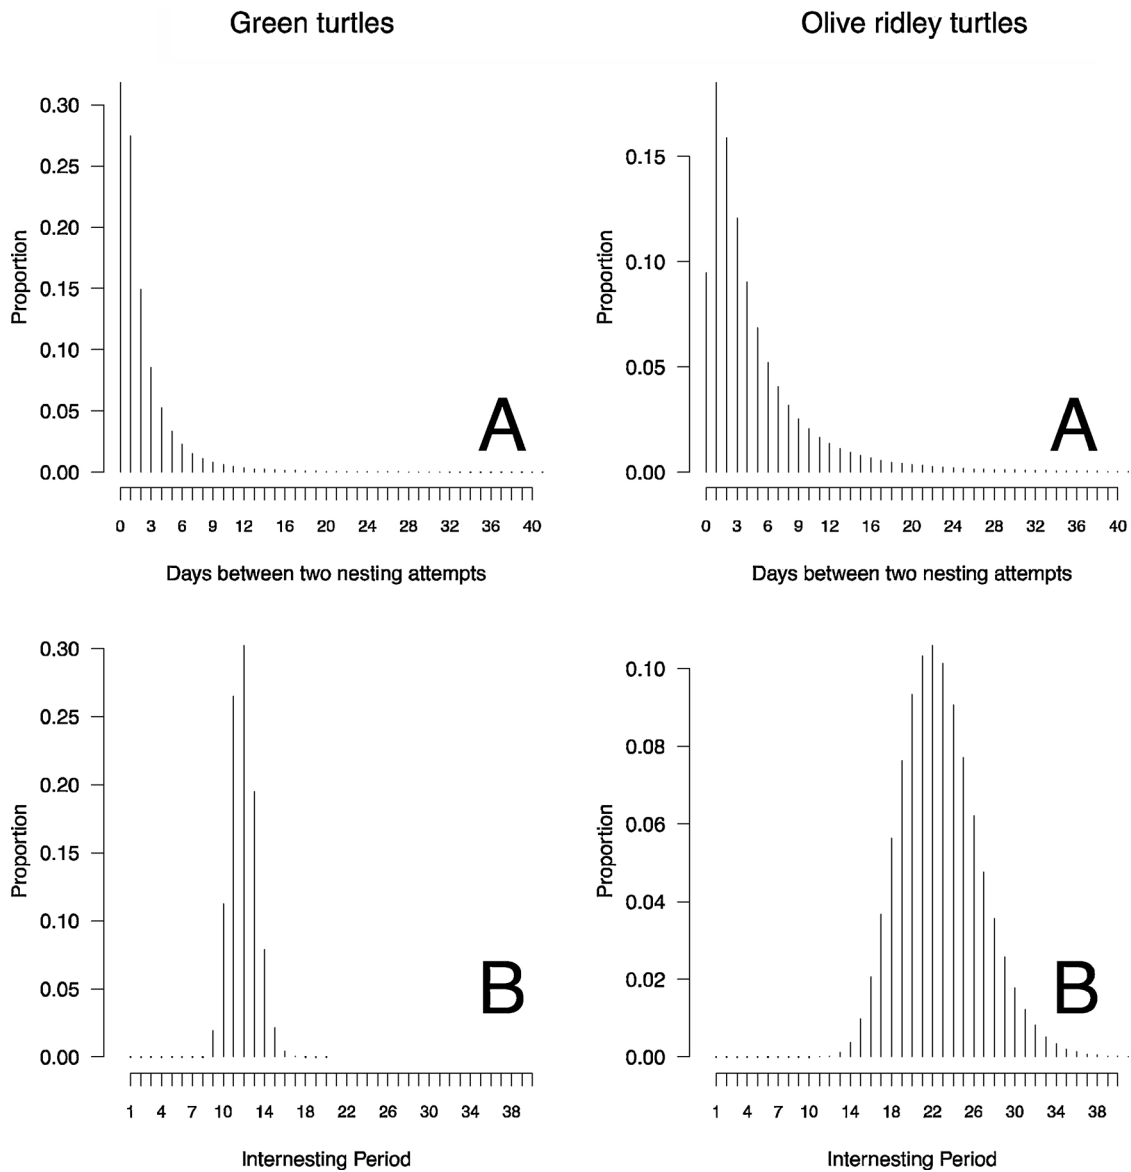 Green turtles
Olive ridley turtles
0.30
0.25
0.20
0.15
0.10
0.05
0.00
Proportion
A
0 3 6 9 12 16 20 24 28 32 36 40
Days between two nesting attempts
0.15
0.10
0.05
0.00
Proportion
A
0 3 6 9 12 16 20 24 28 32 36 40
Days between two nesting attempts
0.30
0.25
0.20
0.15
0.10
0.05
0.00
Proportion
B
1 4 7 10 14 18 22 26 30 34 38
Internesting Period
0.10
0.08
0.06
0.04
0.02
0.00
Proportion
B
1 4 7 10 14 18 22 26 30 34 38
Internesting Period